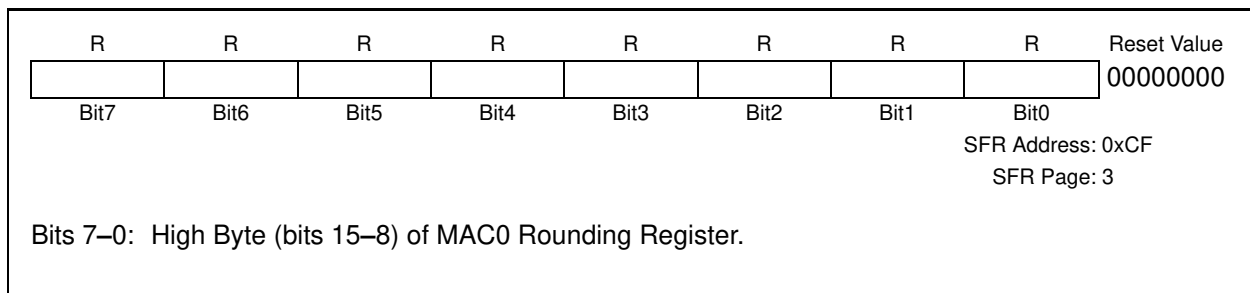 R R R R R R R R Reset Value
00000000
Bit7 Bit6 Bit5 Bit4 Bit3 Bit2 Bit1 Bit0
SFR Address: 0xCF
SFR Page: 3
Bits 7–0: High Byte (bits 15–8) of MAC0 Rounding Register.